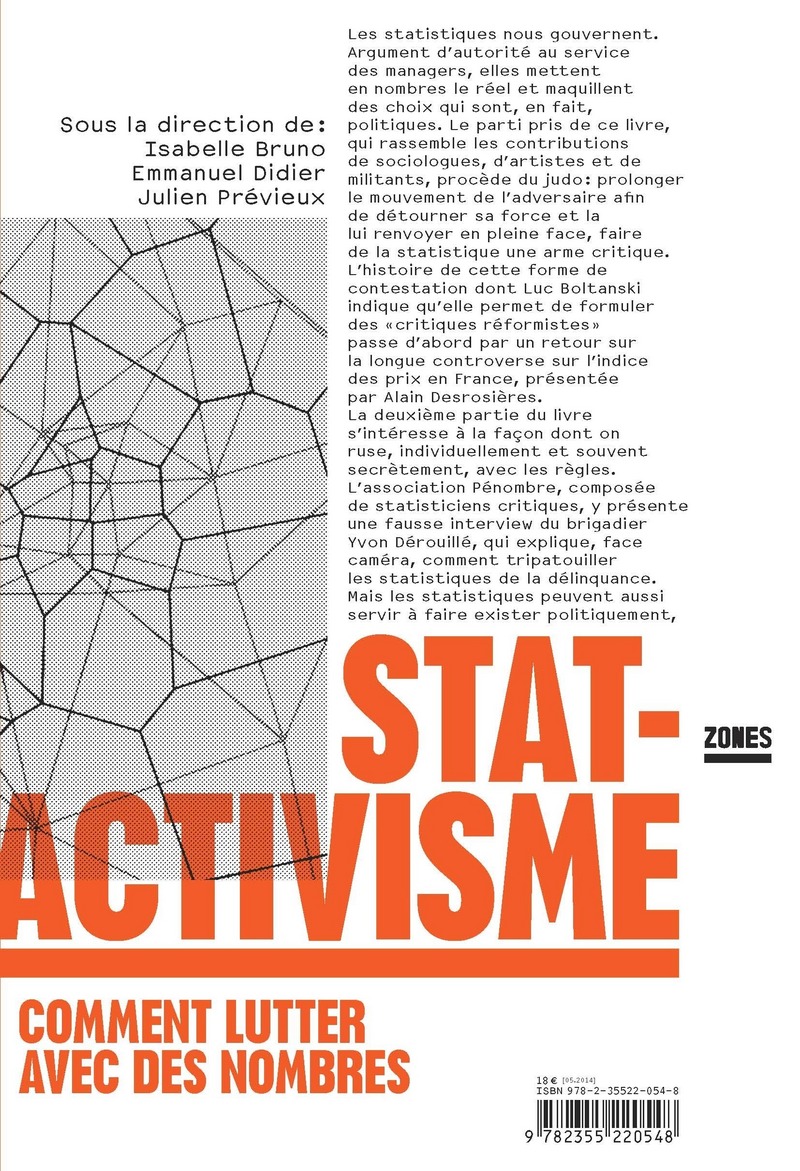 Sous la direction de:
Isabelle Bruno
Emmanuel Didier
Julien Prévieux
Les statistiques nous gouvernent.
Argument d’autorité au service
des managers, elles mettent
en nombres le réel et maquillent
des choix qui sont, en fait,
politiques. Le parti pris de ce livre,
qui rassemble les contributions
de sociologues, d’artistes et de
militants, procède du judo: prolonger
le mouvement de l’adversaire afin
de détourner sa force et la
lui renvoyer en pleine face, faire
de la statistique une arme critique.
L’histoire de cette forme de
contestation dont Luc Boltanski
indique qu’elle permet de formuler
des «critiques réformistes»
passe d’abord par un retour sur
la longue controverse sur l’indice
des prix en France, présentée
par Alain Desrosières.
La deuxième partie du livre
s’intéresse à la façon dont on
ruse, individuellement et souvent
secrètement, avec les règles.
L’association Pénombre, composée
de statisticiens critiques, y présente
une fausse interview du brigadier
Yvon Dérouillé, qui explique, face
caméra, comment tripatouiller
les statistiques de la délinquance.
Mais les statistiques peuvent aussi
servir à faire exister politiquement,
STAT-
ACTIVISME
ZONES
COMMENT LUTTER
AVEC DES NOMBRES
18 € [05.2014]
ISBN 978-2-35522-054-8
9 782355 220548